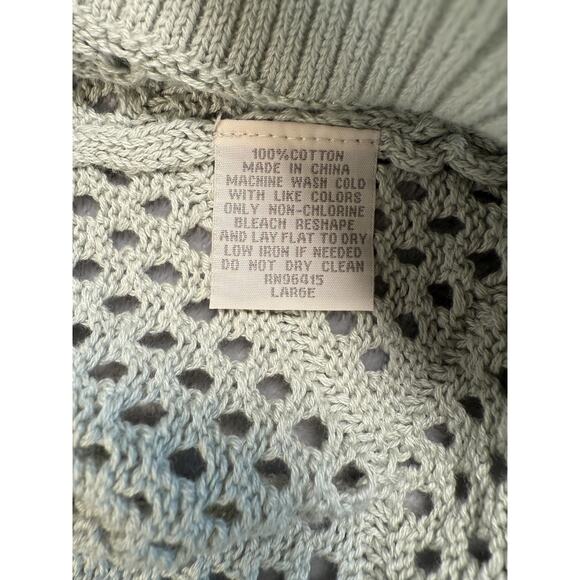 100%COTTON
MADE IN CHINA
MACHINE WASH COLD
WITH LIKE COLORS
ONLY NON-CHLORINE
BLEACH RESHAPE
AND LAY FLAT TO DRY
LOW IRON IF NEEDED
DO NOT DRY CLEAN
RN96415
LARGE